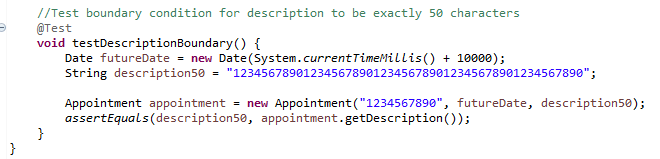 //Test boundary condition for description to be exactly 50 characters
@Test
void testDescriptionBoundary() {
Date futureDate = new Date(System.currentTimeMillis() + 10000);
String description50 = "12345678901234567890123456789012345678901234567890";
Appointment appointment = new Appointment("1234567890", futureDate, description50);
assertEquals(description50, appointment.getDescription());
}
}